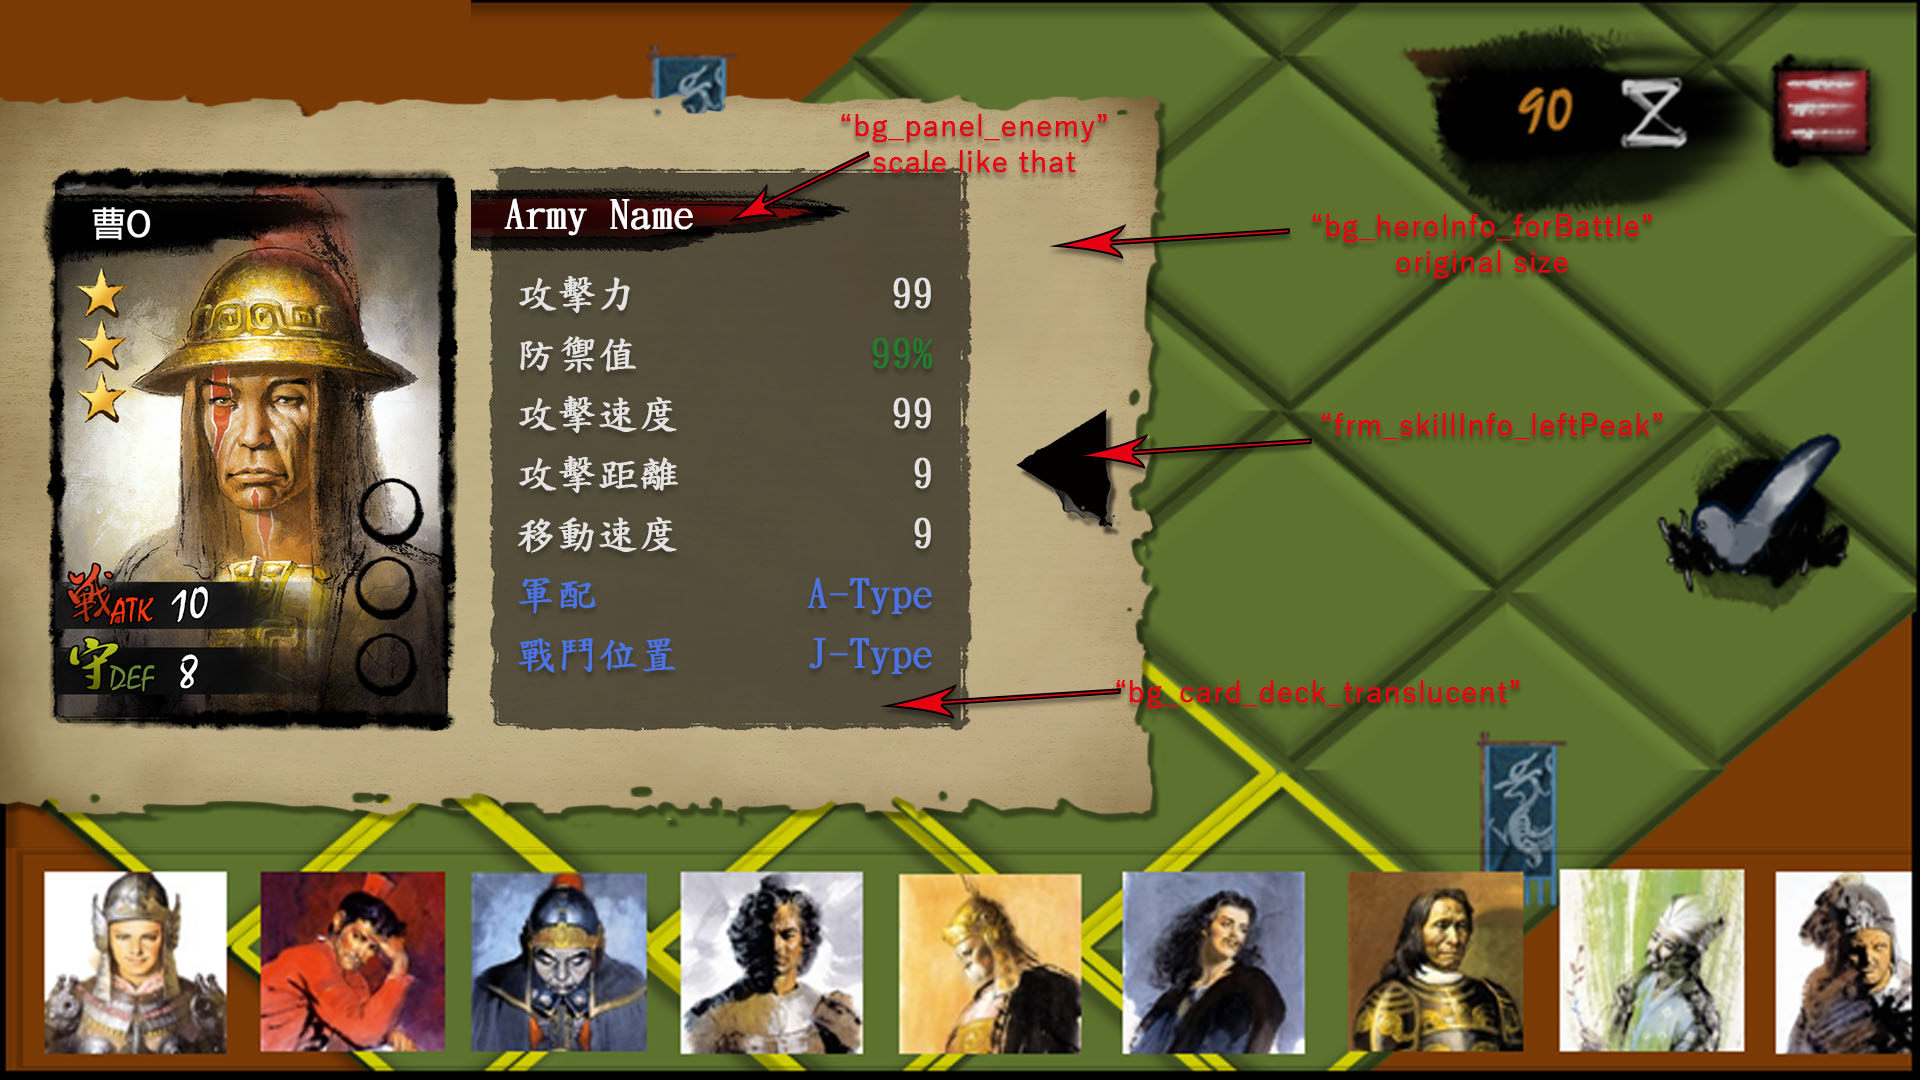 90
“bg_panel_enemy”
scale like that
曹O
Army Name
“bg_heroInfo_forBattle”
original size
攻擊力 99
防禦值 99%
攻擊速度 99
“frm_skillInfo_leftPeak”
攻擊距離 9
移動速度 9
軍配 A-Type
戰鬥位置 J-Type
戦ATK 10
守DEF 8
“bg_card_deck_translucent”